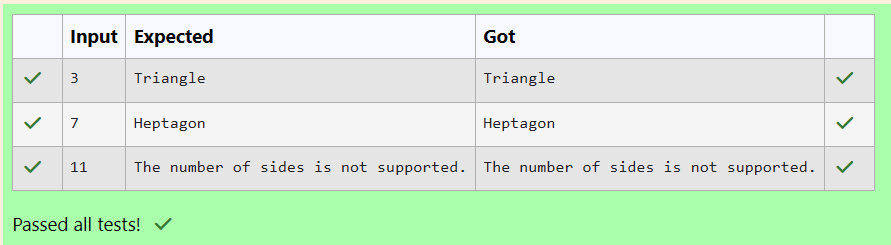 Input Expected Got
3 Triangle Triangle
7 Heptagon Heptagon
11 The number of sides is not supported. The number of sides is not supported.
Passed all tests!